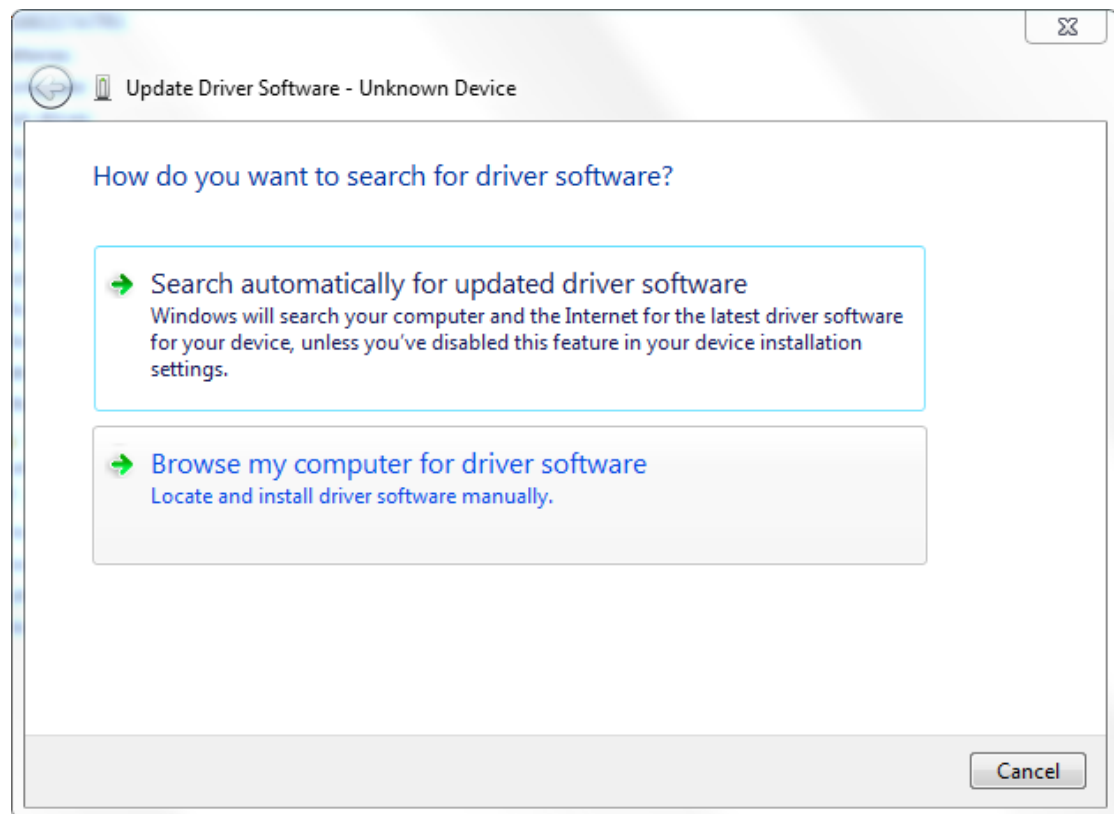 Update Driver Software - Unknown Device
How do you want to search for driver software?
Search automatically for updated driver software
Windows will search your computer and the Internet for the latest driver software
for your device, unless you've disabled this feature in your device installation
settings.
Browse my computer for driver software
Locate and install driver software manually.
Cancel